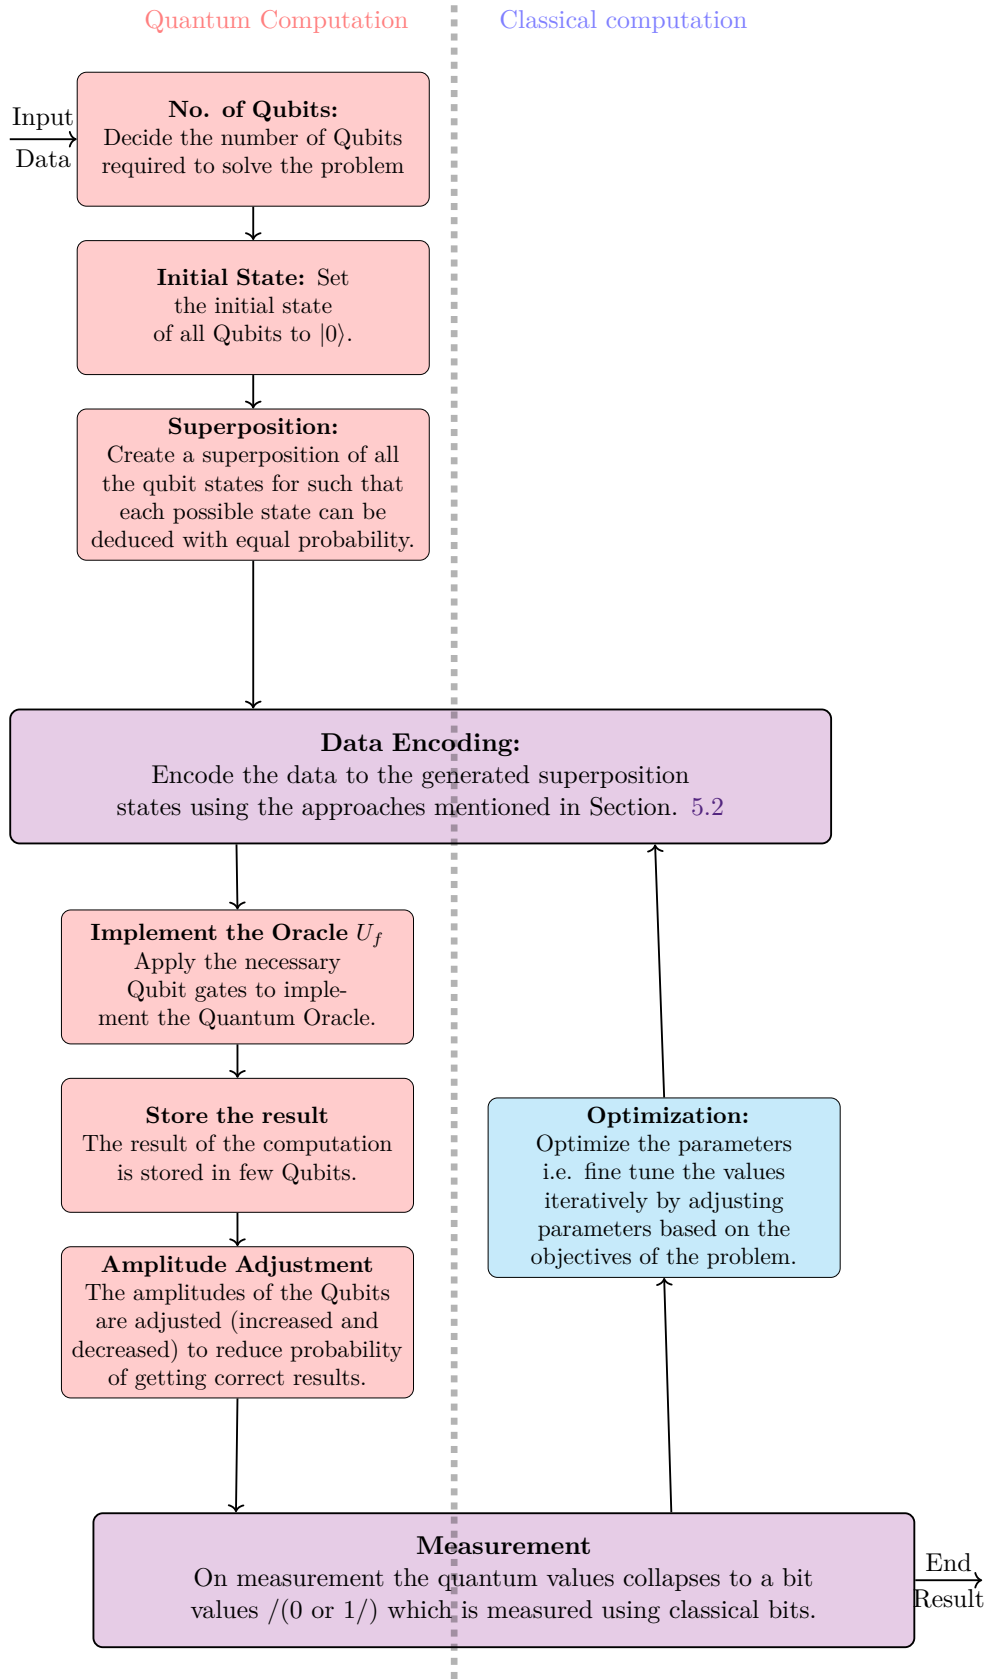 Quantum Computation
Classical computation
Input
Data
No. of Qubits:
Decide the number of Qubits
required to solve the problem
Initial State: Set
the initial state
of all Qubits to |0⟩.
Superposition:
Create a superposition of all
the qubit states for such that
each possible state can be
deduced with equal probability.
Data Encoding:
Encode the data to the generated superposition
states using the approaches mentioned in Section. 5.2
Implement the Oracle U_f
Apply the necessary
Qubit gates to imple-
ment the Quantum Oracle.
Store the result
The result of the computation
is stored in few Qubits.
Optimization:
Optimize the parameters
i.e. fine tune the values
iteratively by adjusting
parameters based on the
objectives of the problem.
Amplitude Adjustment
The amplitudes of the Qubits
are adjusted (increased and
decreased) to reduce probability
of getting correct results.
Measurement
On measurement the quantum values collapses to a bit
values /(0 or 1/) which is measured using classical bits.
End
Result